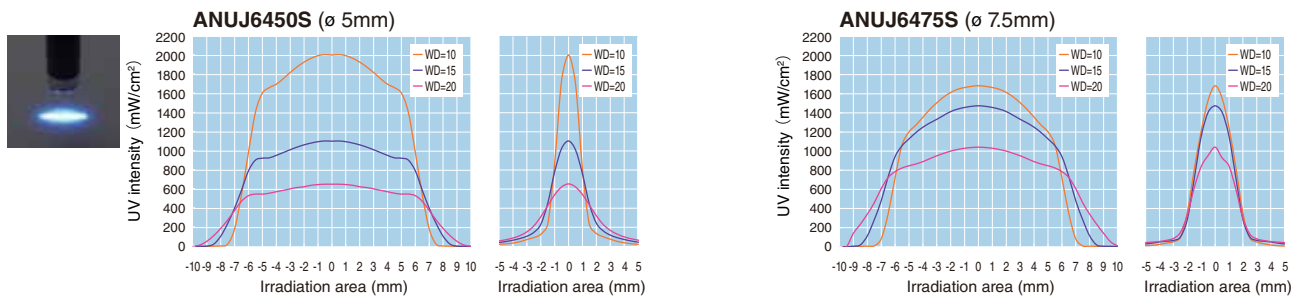 ANUJ6450S (ø 5mm)
UV intensity (mW/cm²)
2200
2000
1800
1600
1400
1200
1000
800
600
400
200
0
WD=10
WD=15
WD=20
-10 -9 -8 -7 -6 -5 -4 -3 -2 -1 0 1 2 3 4 5 6 7 8 9 10
Irradiation area (mm)
WD=10
WD=15
WD=20
-5 -4 -3 -2 -1 0 1 2 3 4 5
Irradiation area (mm)
ANUJ6475S (ø 7.5mm)
UV intensity (mW/cm²)
2200
2000
1800
1600
1400
1200
1000
800
600
400
200
0
WD=10
WD=15
WD=20
-10 -9 -8 -7 -6 -5 -4 -3 -2 -1 0 1 2 3 4 5 6 7 8 9 10
Irradiation area (mm)
WD=10
WD=15
WD=20
-5 -4 -3 -2 -1 0 1 2 3 4 5
Irradiation area (mm)